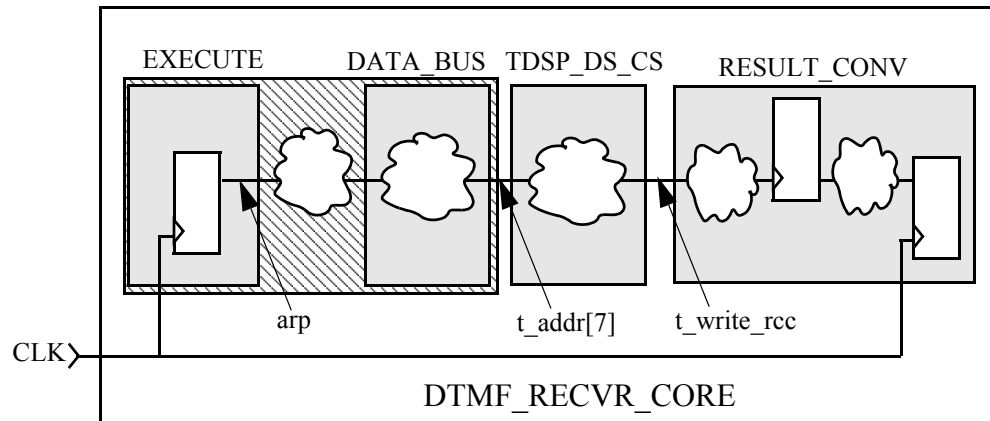 EXECUTE DATA_BUS TDSP_DS_CS RESULT_CONV
arp t_addr[7] t_write_rcc
CLK
DTMF_RECVR_CORE